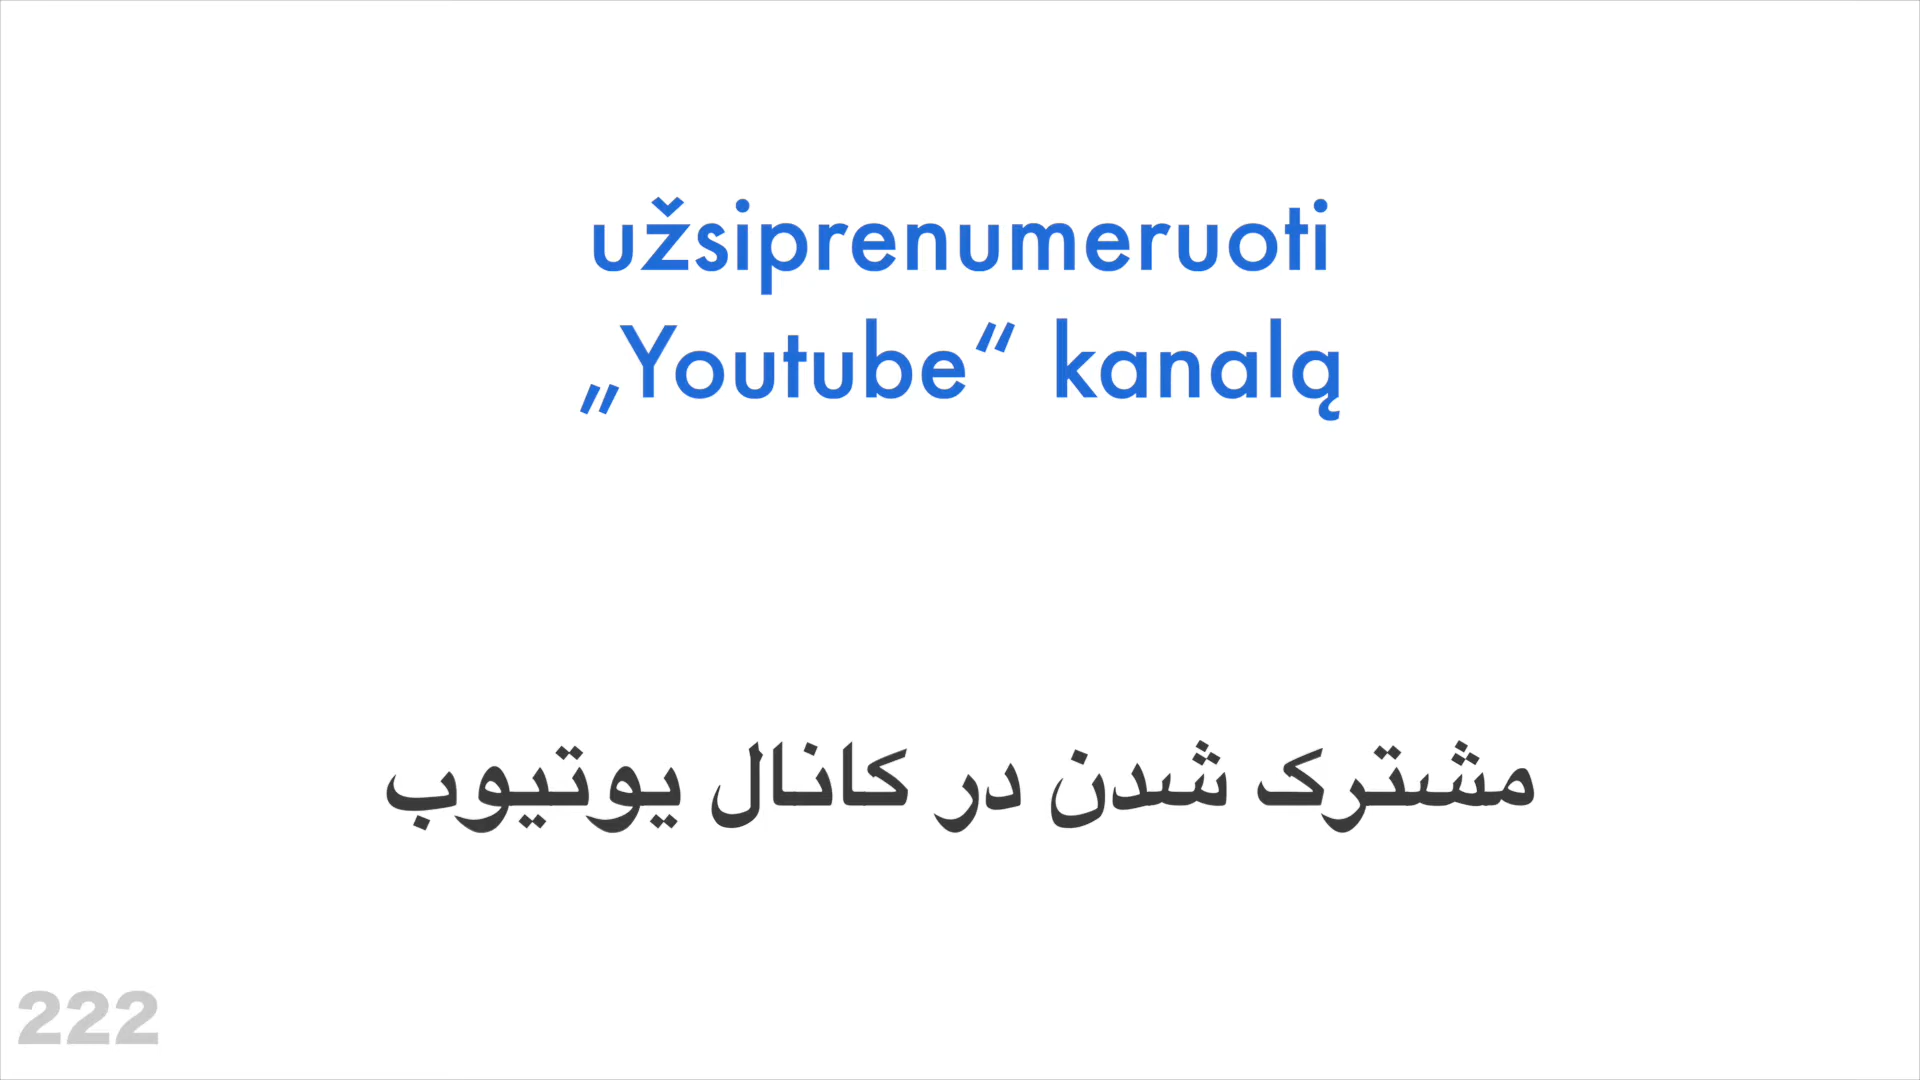 užsiprenumeruoti
„Youtube“ kanalą
مشترک شدن در کانال یوتیوب
222